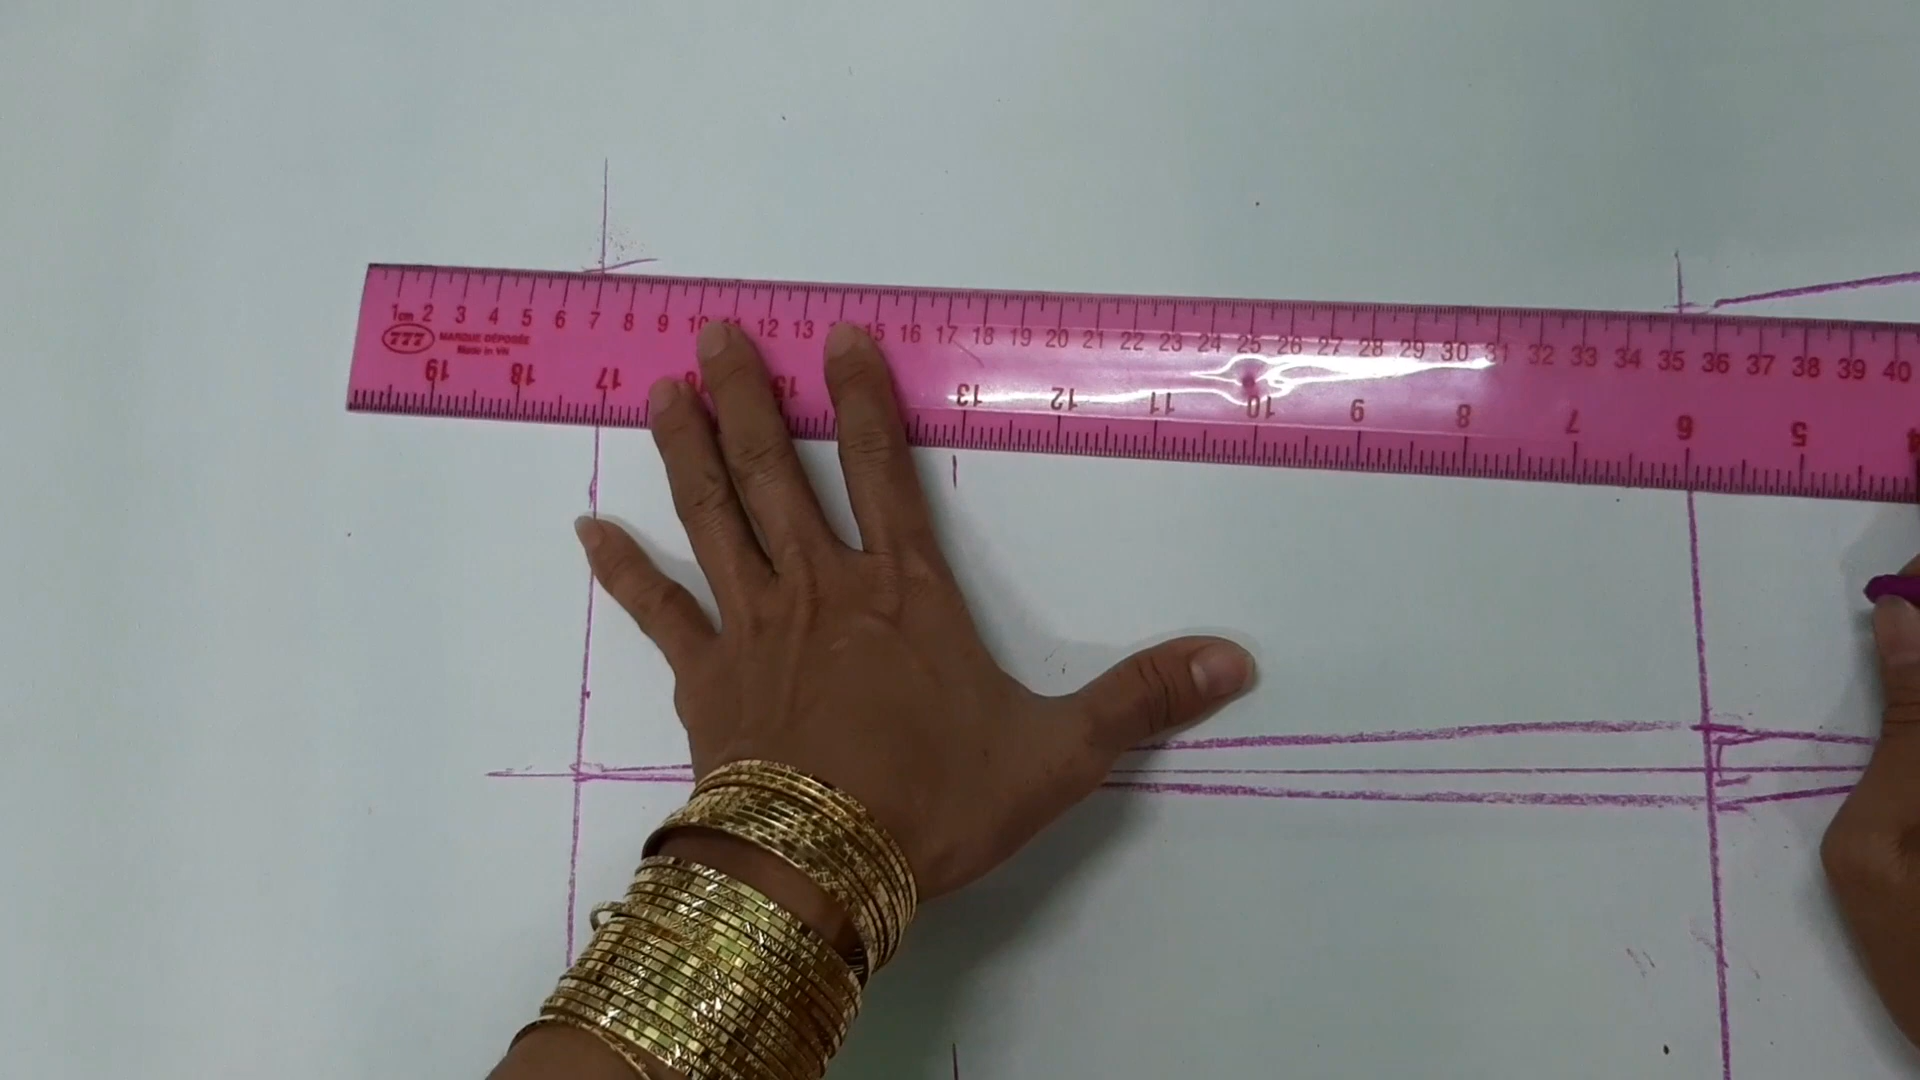 1cm 2 3 4 5 6 7 8 9 10 11 12 13 14 15 16 17 18 19 20 21 22 23 24 25 26 27 28 29 30 31 32 33 34 35 36 37 38 39 40
777 MARQUE DÉPOSÉE
Made in VN
19 18 17 16 15 13 12 11 10 9 8 7 6 5 4